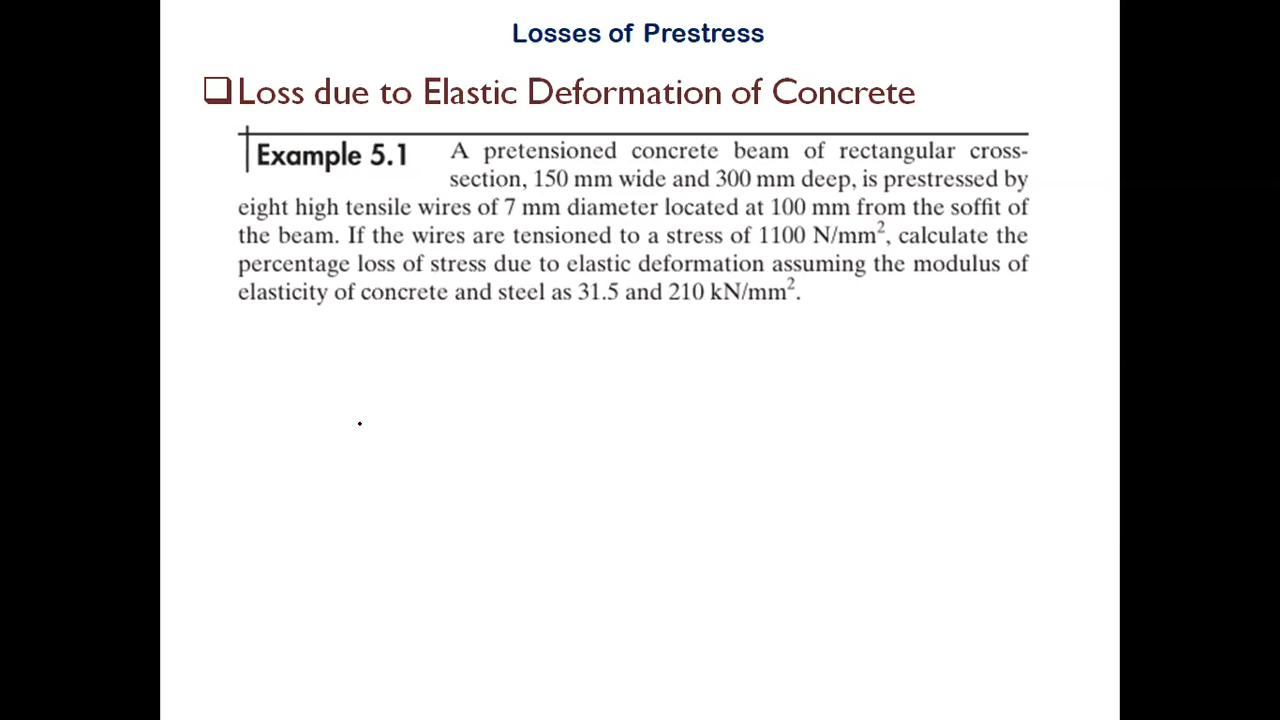 Losses of Prestress
Loss due to Elastic Deformation of Concrete
Example 5.1 A pretensioned concrete beam of rectangular cross-
section, 150 mm wide and 300 mm deep, is prestressed by
eight high tensile wires of 7 mm diameter located at 100 mm from the soffit of
the beam. If the wires are tensioned to a stress of 1100 N/mm², calculate the
percentage loss of stress due to elastic deformation assuming the modulus of
elasticity of concrete and steel as 31.5 and 210 kN/mm².